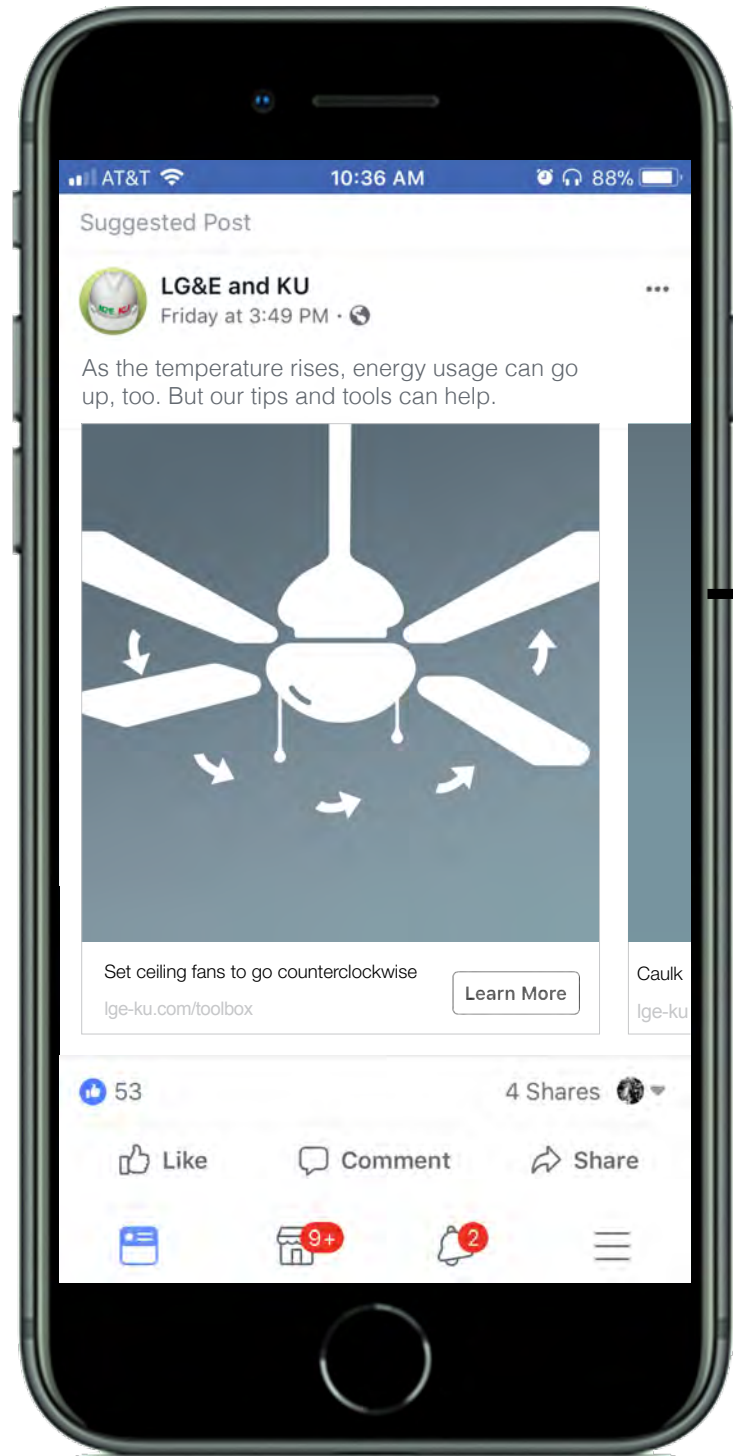 AT&T 10:36 AM 88%
Suggested Post
LG&E and KU
Friday at 3:49 PM ·
As the temperature rises, energy usage can go
up, too. But our tips and tools can help.
Set ceiling fans to go counterclockwise
lge-ku.com/toolbox
Learn More
Caulk
lge-ku
53
4 Shares
Like Comment Share
9+ 2